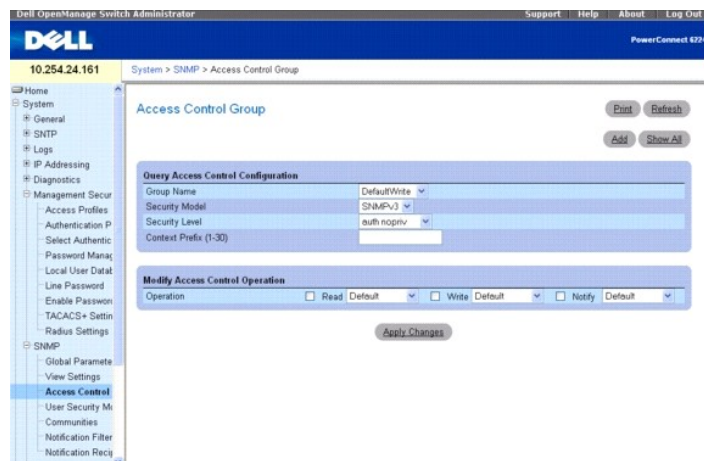 Dell OpenManage Switch Administrator
Support Help About Log Out
DELL
PowerConnect 622
10.254.24.161
System > SNMP > Access Control Group
Home
System
General
SNTP
Logs
IP Addressing
Diagnostics
Management Secur
Access Profiles
Authentication P
Select Authentic
Password Manag
Local User Datab
Line Password
Enable Passwor
TACACS+ Settin
Radius Settings
SNMP
Global Paramete
View Settings
Access Control
User Security Mo
Communities
Notification Filter
Notification Recip
Access Control Group
Print Refresh
Add Show All
Query Access Control Configuration
Group Name DefaultWrite
Security Model SNMPv3
Security Level auth nopriv
Context Prefix (1-30)
Modify Access Control Operation
Operation Read Default Write Default Notify Default
Apply Changes